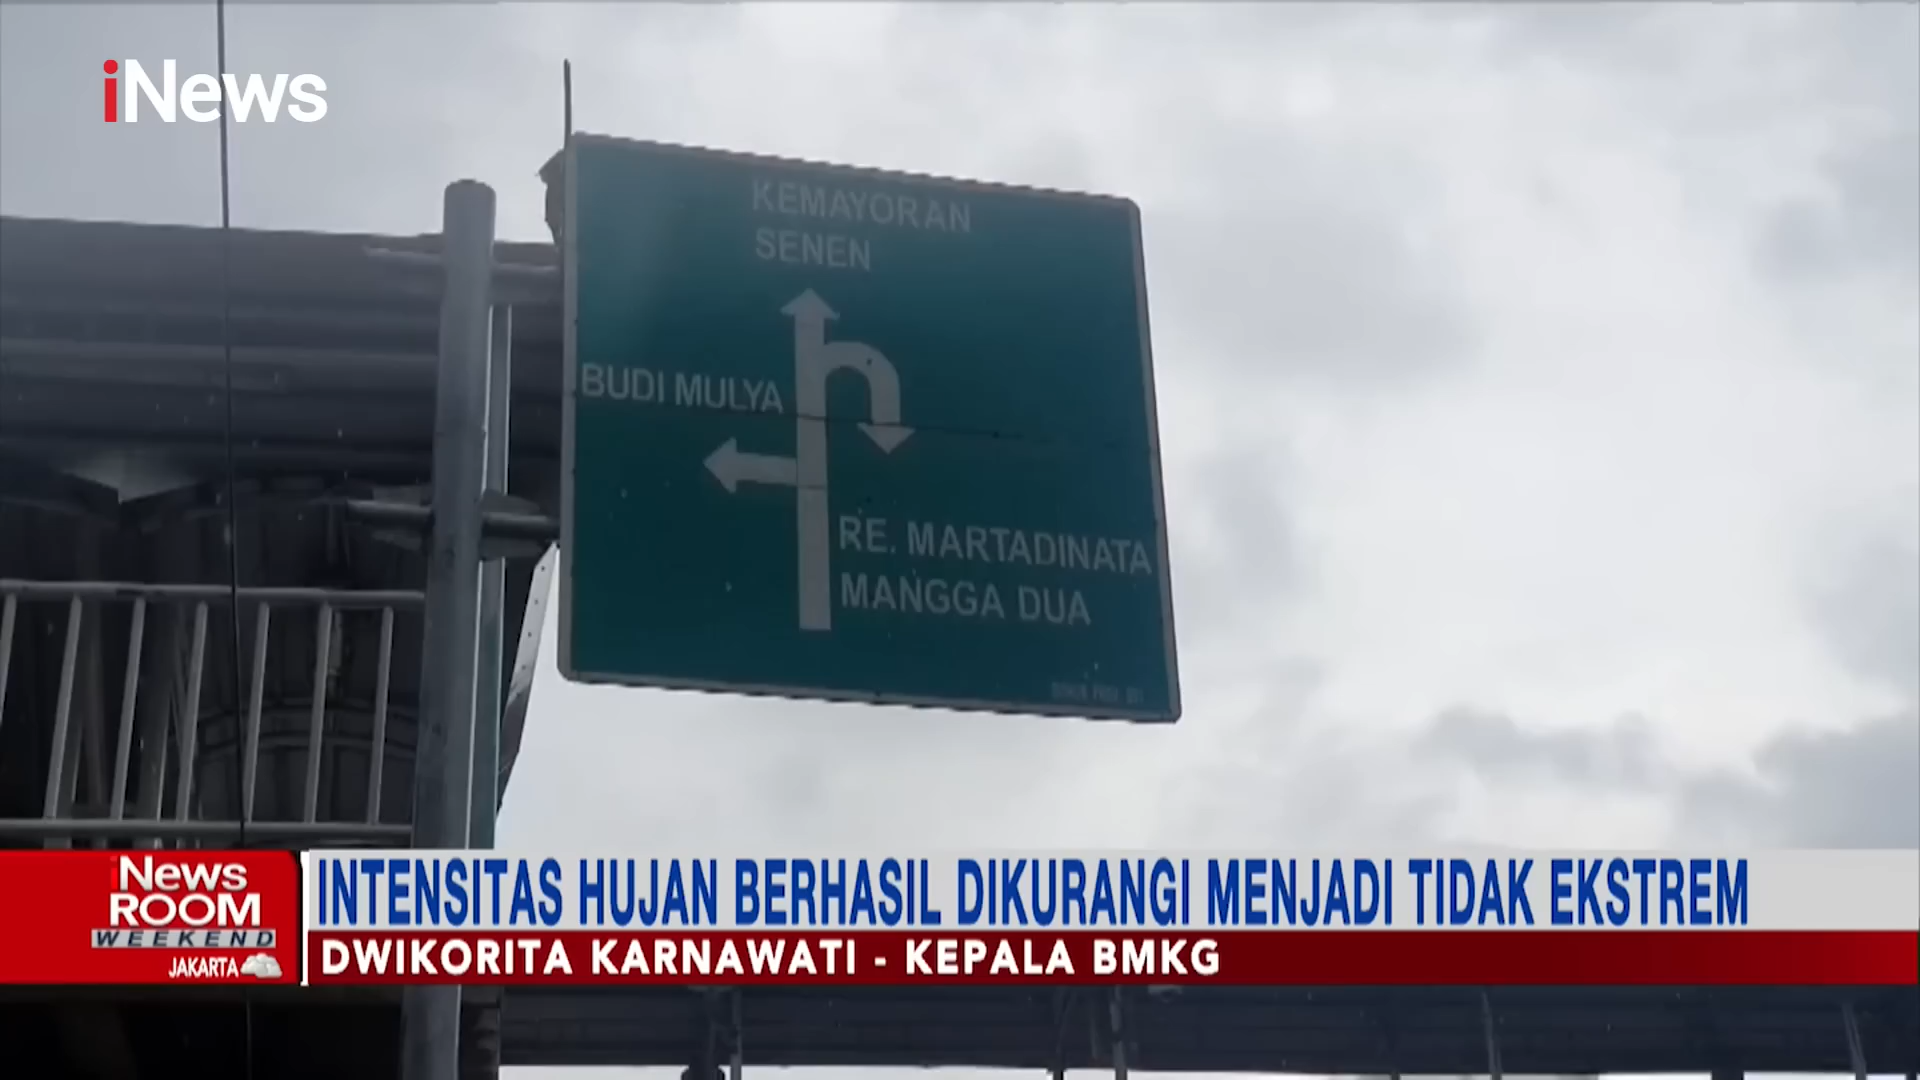 iNews
KEMAYORAN
SENEN
BUDI MULYA
RE. MARTADINATA
MANGGA DUA
iNews
ROOM
WEEKEND
JAKARTA
INTENSITAS HUJAN BERHASIL DIKURANGI MENJADI TIDAK EKSTREM
DWIKORITA KARNAWATI - KEPALA BMKG